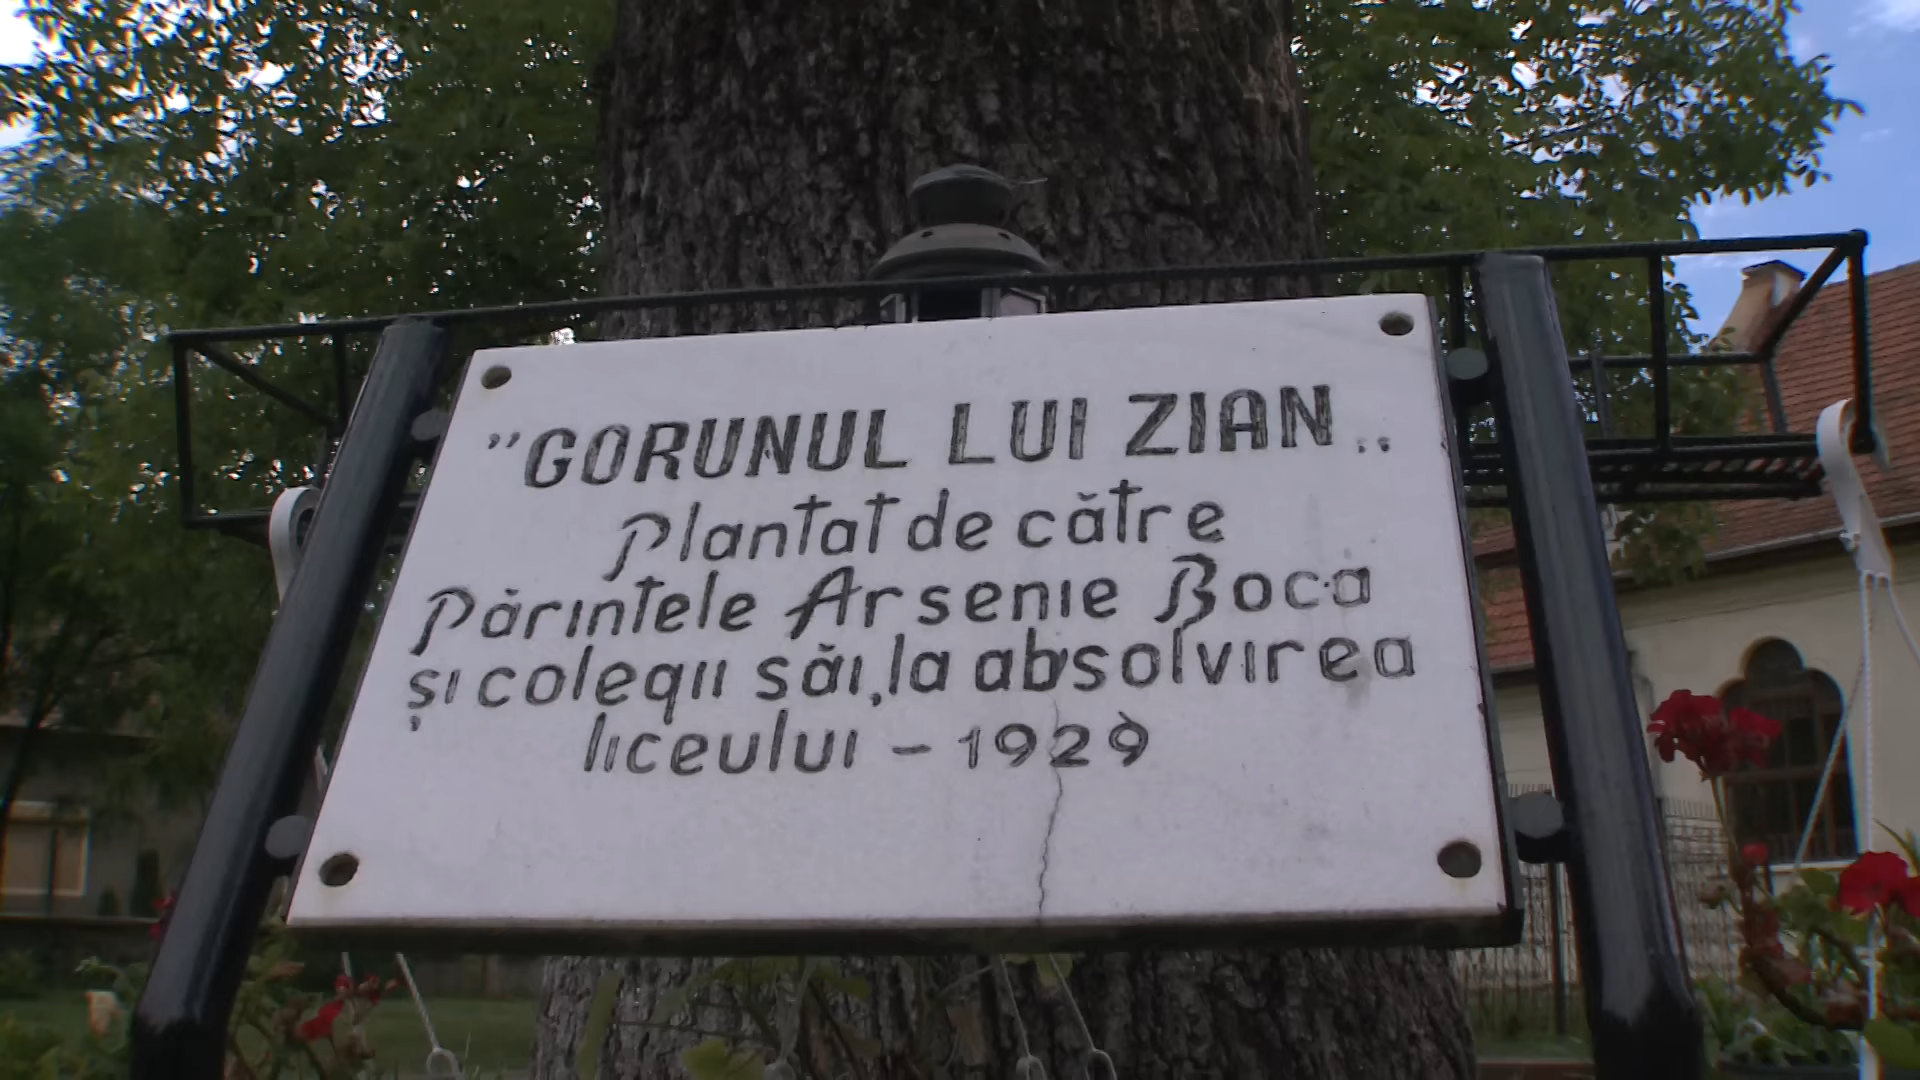 "GORUNUL LUI ZIAN„
Plantat de către
Părintele Arsenie Boca
și colegii săi, la absolvirea
liceului – 1929